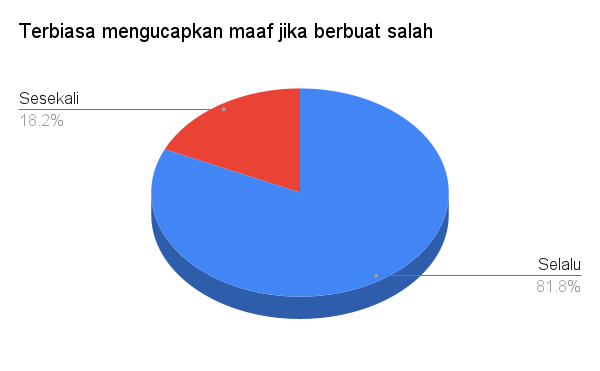 Terbiasa mengucapkan maaf jika berbuat salah
Sesekali
18.2%
Selalu
81.8%